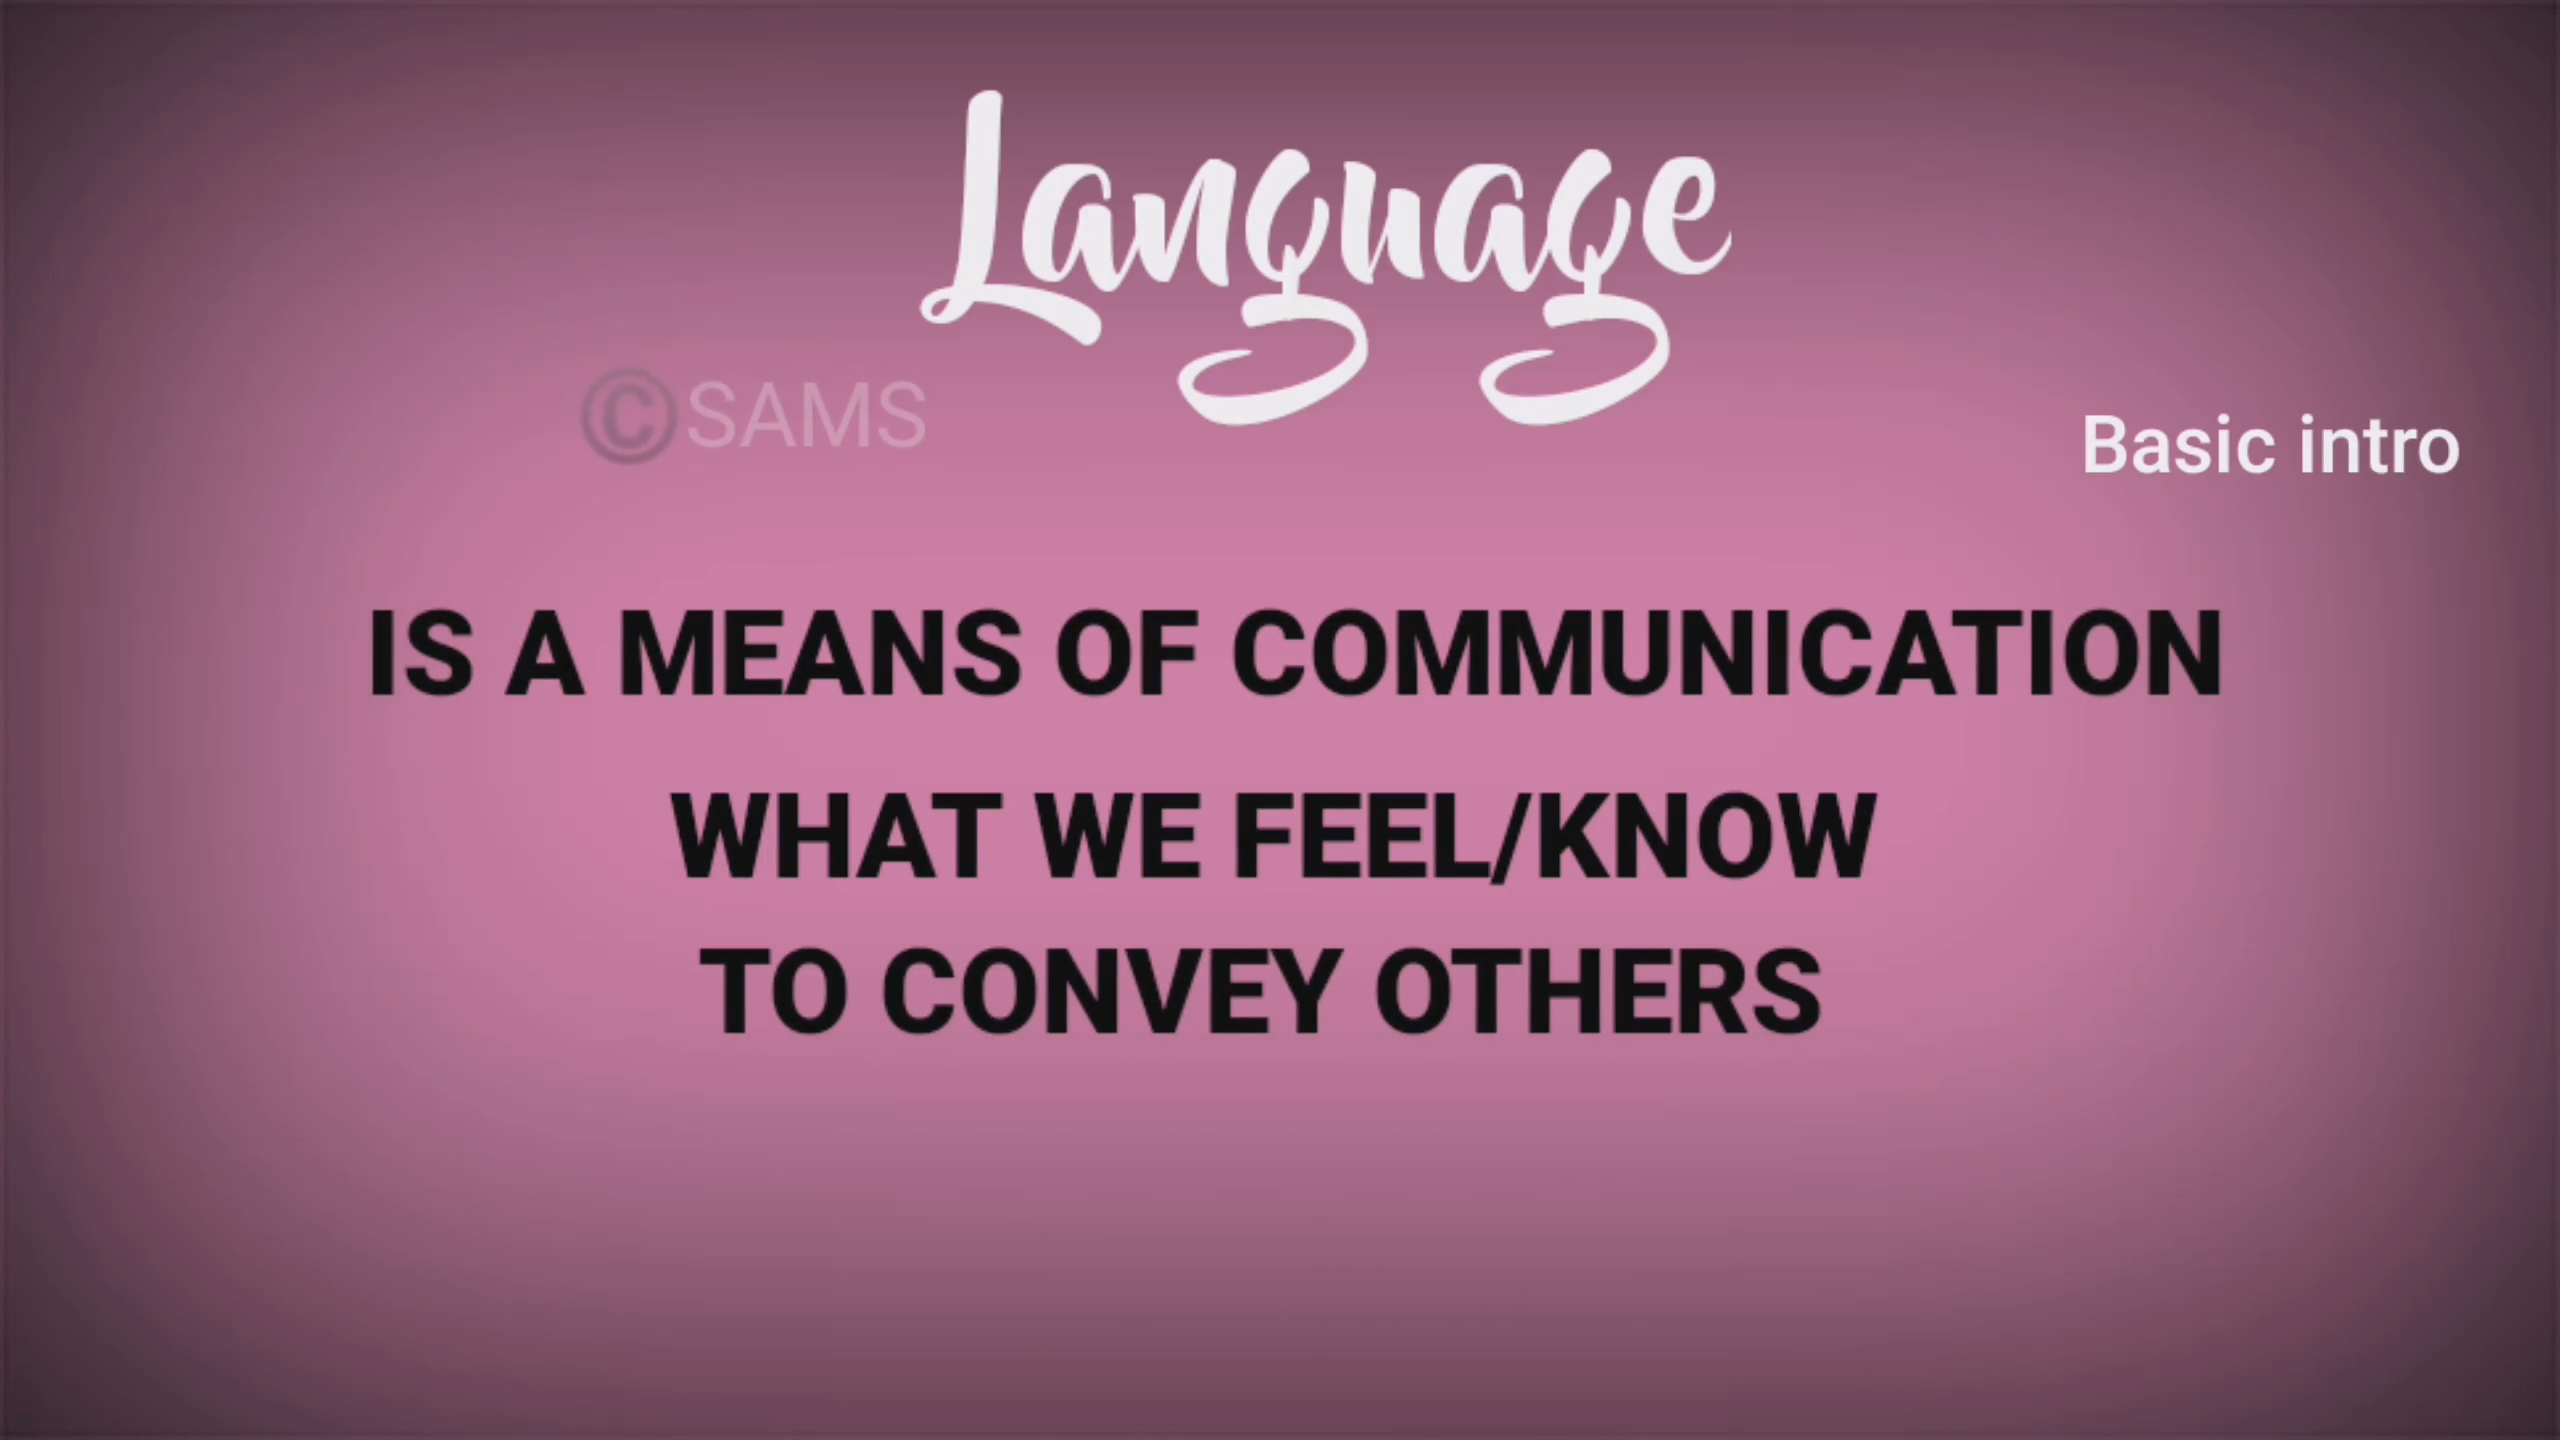 Language
©SAMS
Basic intro
IS A MEANS OF COMMUNICATION
WHAT WE FEEL/KNOW
TO CONVEY OTHERS